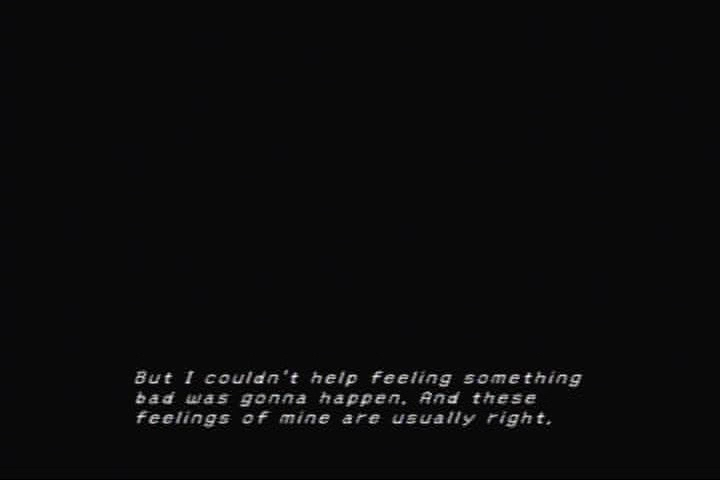 But I couldn't help feeling something
bad was gonna happen. And these
feelings of mine are usually right.